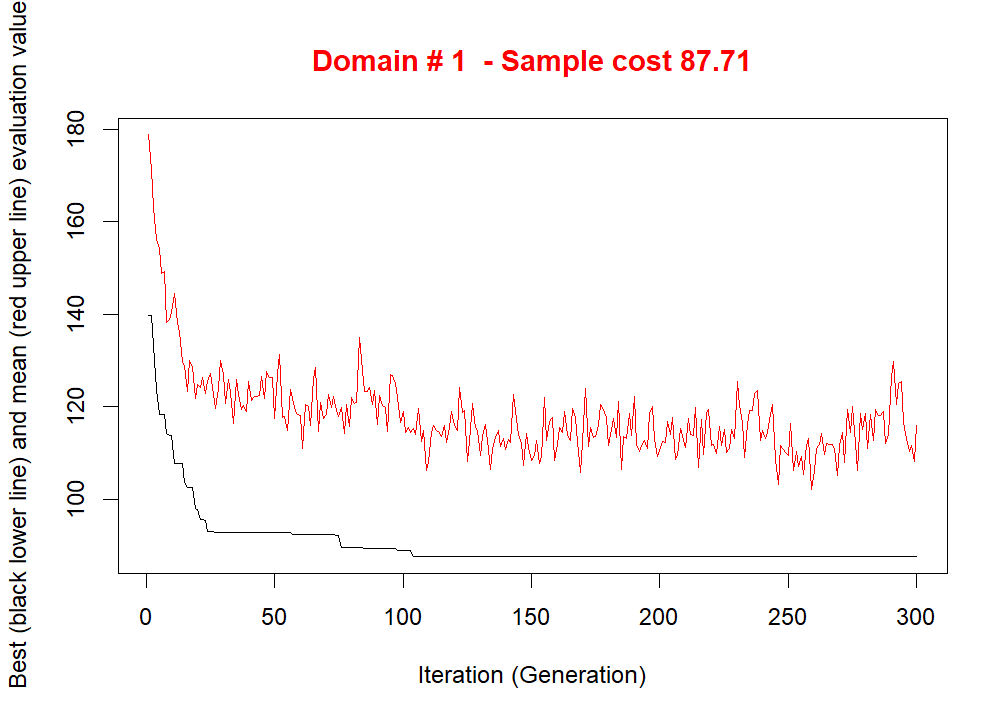 Domain # 1  - Sample cost 87.71
Best (black lower line) and mean (red upper line) evaluation value
180
160
140
120
100
0 50 100 150 200 250 300
Iteration (Generation)